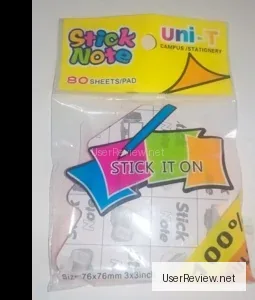 Stick
Note
uni-T
CAMPUS/STATIONERY
80 SHEETS/PAD
UserReview.net
STICK IT ON
Stick
Size: 76x76mm 3x3inch
00%
UserReview.net